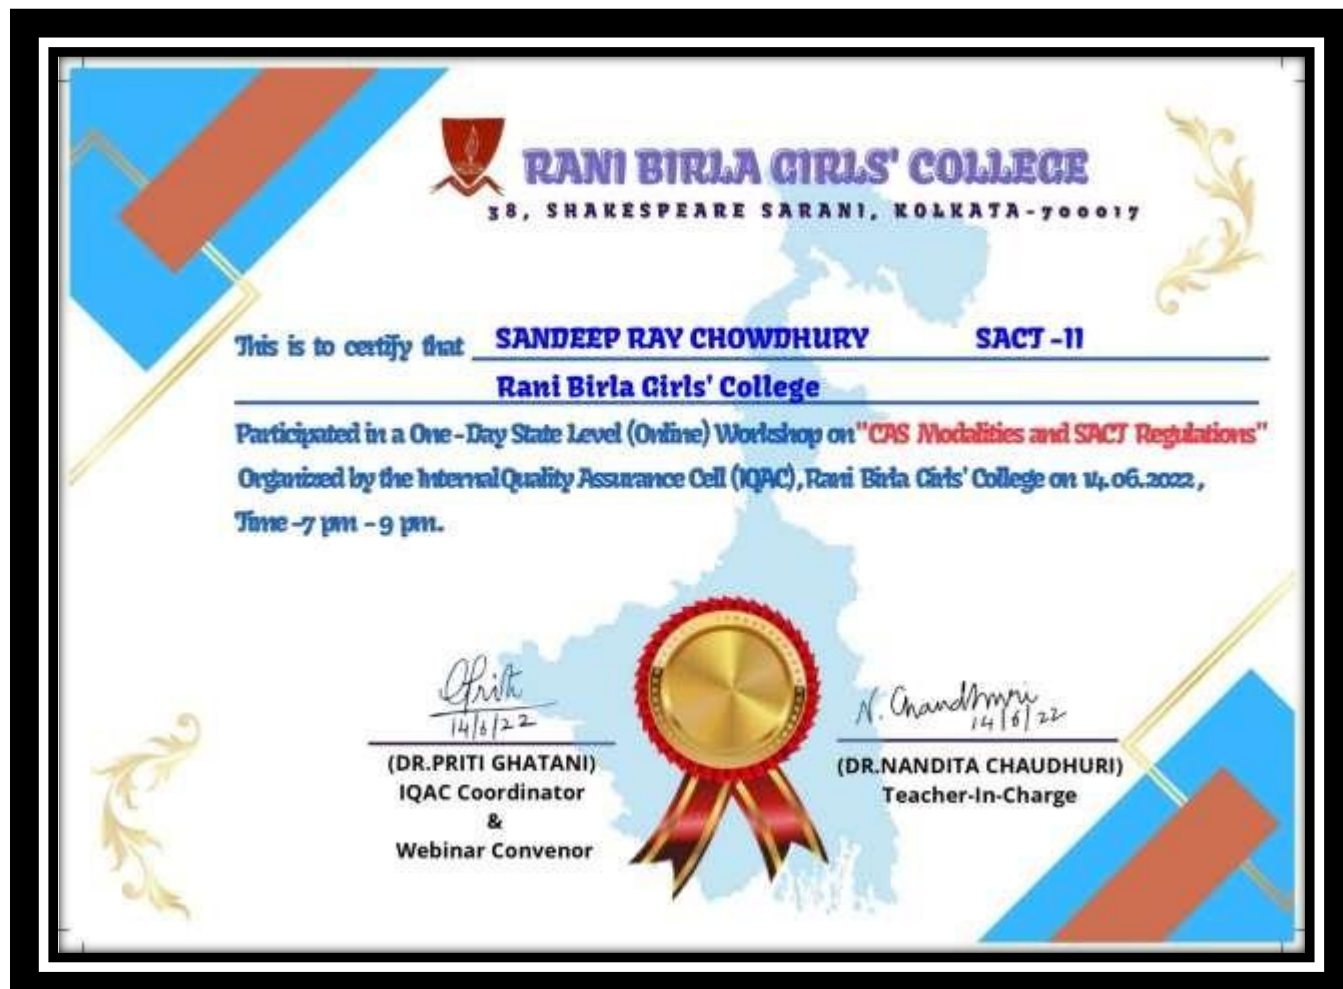 RANI BIRLA GIRLS' COLLEGE
38, SHAKESPEARE SARANI, KOLKATA-700017
This is to certify that SANDEEP RAY CHOWDHURY SACT -II
Rani Birla Girls' College
Participated in a One-Day State Level (Online) Workshop on "CAS Modalities and SACT Regulations"
Organized by the Internal Quality Assurance Cell (IQAC), Rani Birla Girls' College on 14.06.2022,
Time -7 pm - 9 pm.
Priti
14/6/22
(DR.PRITI GHATANI)
IQAC Coordinator
&
Webinar Convenor
N. Chaudhuri
14/6/22
(DR.NANDITA CHAUDHURI)
Teacher-In-Charge